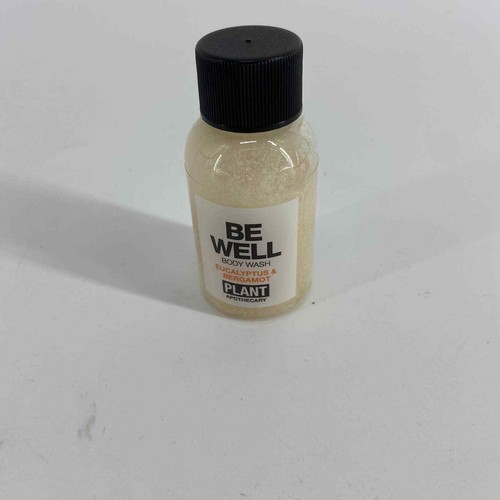 BE
WELL
BODY WASH
EUCALYPTUS &
BERGAMOT
PLANT
APOTHECARY